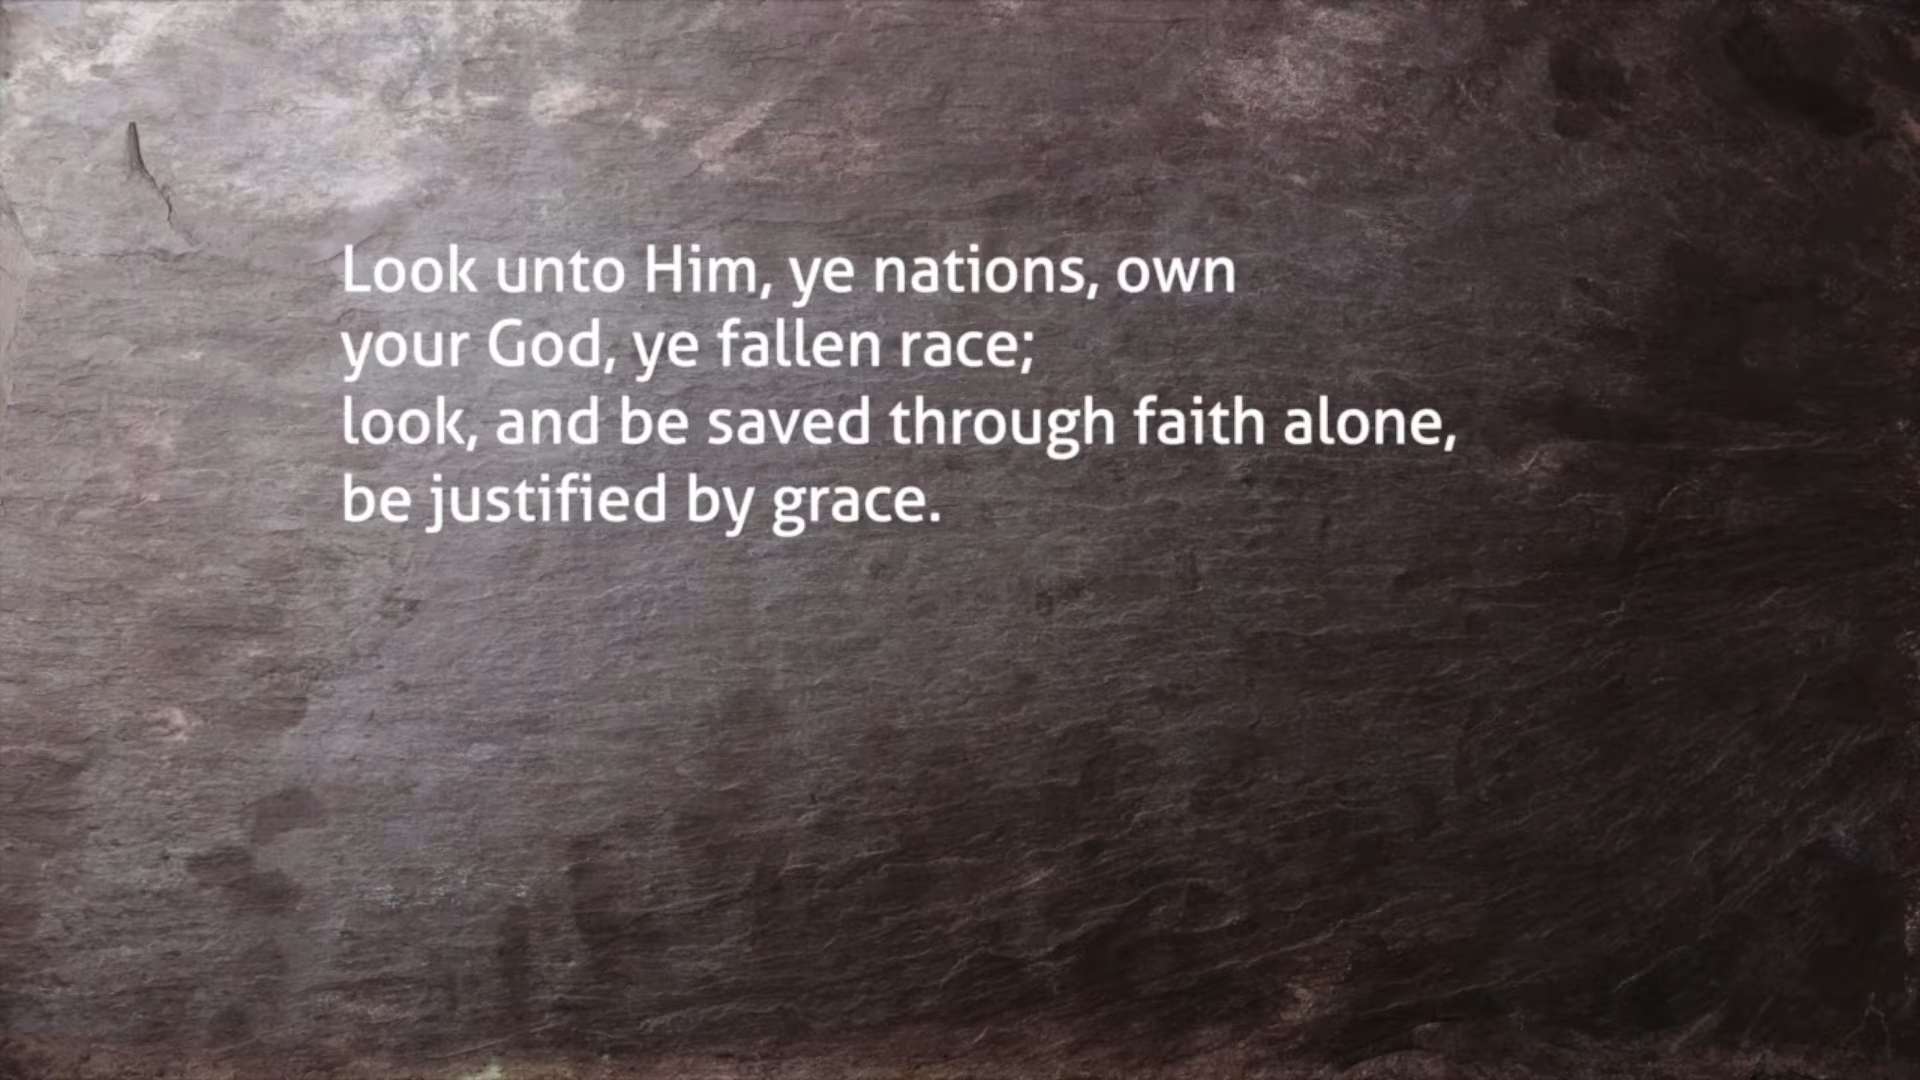 Look unto Him, ye nations, own
your God, ye fallen race;
look, and be saved through faith alone,
be justified by grace.